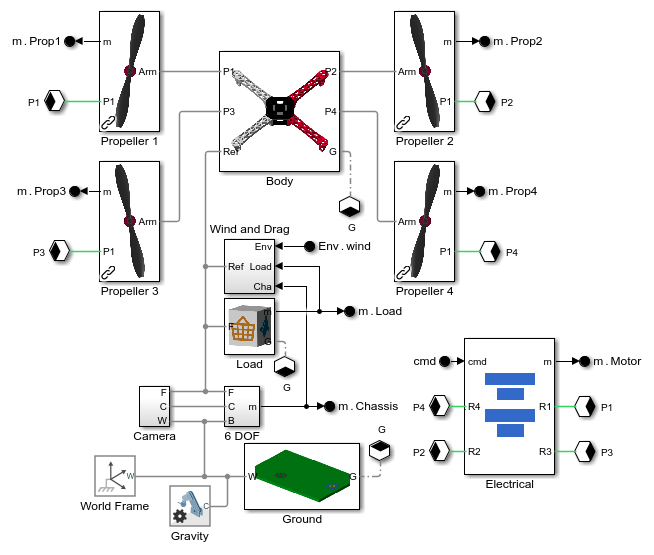 m.Prop1
m
Arm
P1
P1
Propeller 1
P1
P2
P3
P4
Ref
G
Body
G
m
m.Prop2
Arm
P1
P2
Propeller 2
m.Prop3
m
Arm
P3
P1
Propeller 3
m
m.Prop4
Arm
P1
P4
Propeller 4
Wind and Drag
Env
Env.wind
Ref
Load
Cha
m
m.Load
F
G
Load
G
F
C
W
Camera
F
C
B
m
m.Chassis
6 DOF
cmd
cmd
m
m.Motor
P4
R4
R1
P1
P2
R2
R3
P3
Electrical
G
W
World Frame
C
Gravity
W
G
Ground